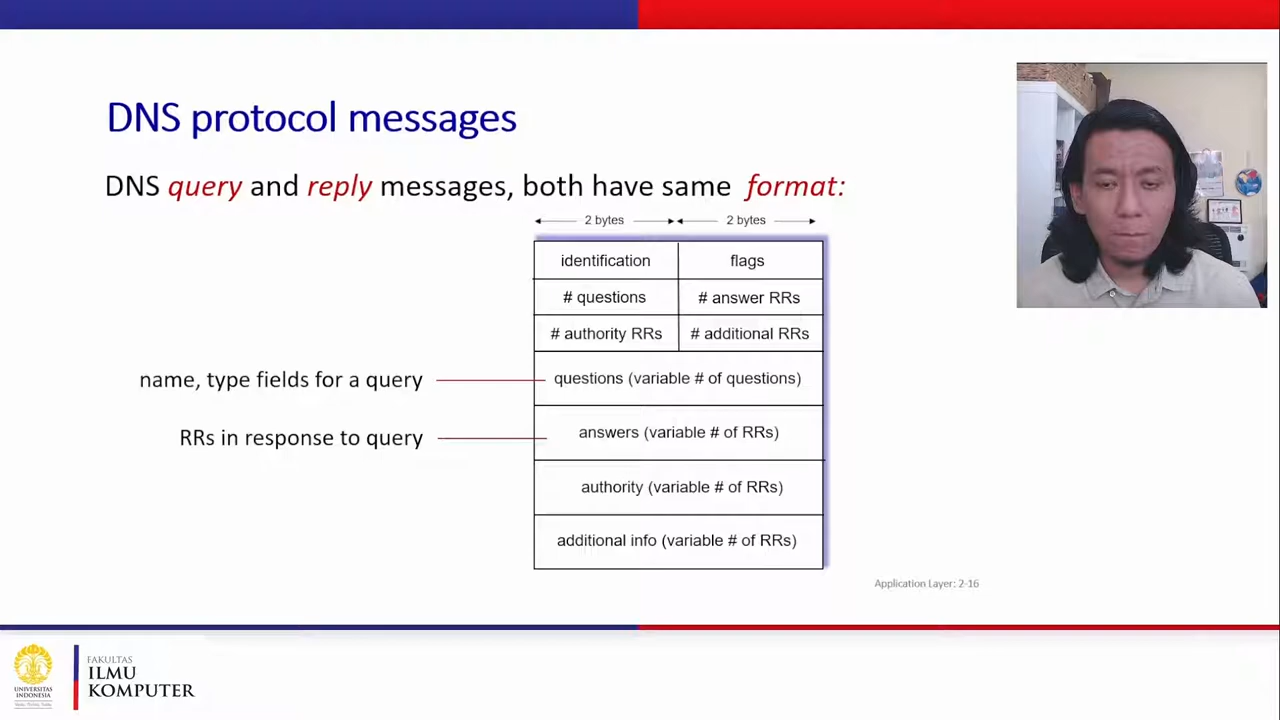 DNS protocol messages
DNS query and reply messages, both have same format:
2 bytes 2 bytes
identification flags
# questions # answer RRs
# authority RRs # additional RRs
name, type fields for a query
questions (variable # of questions)
RRs in response to query
answers (variable # of RRs)
authority (variable # of RRs)
additional info (variable # of RRs)
Application Layer: 2-16
UNIVERSITAS
INDONESIA
FAKULTAS
ILMU
KOMPUTER